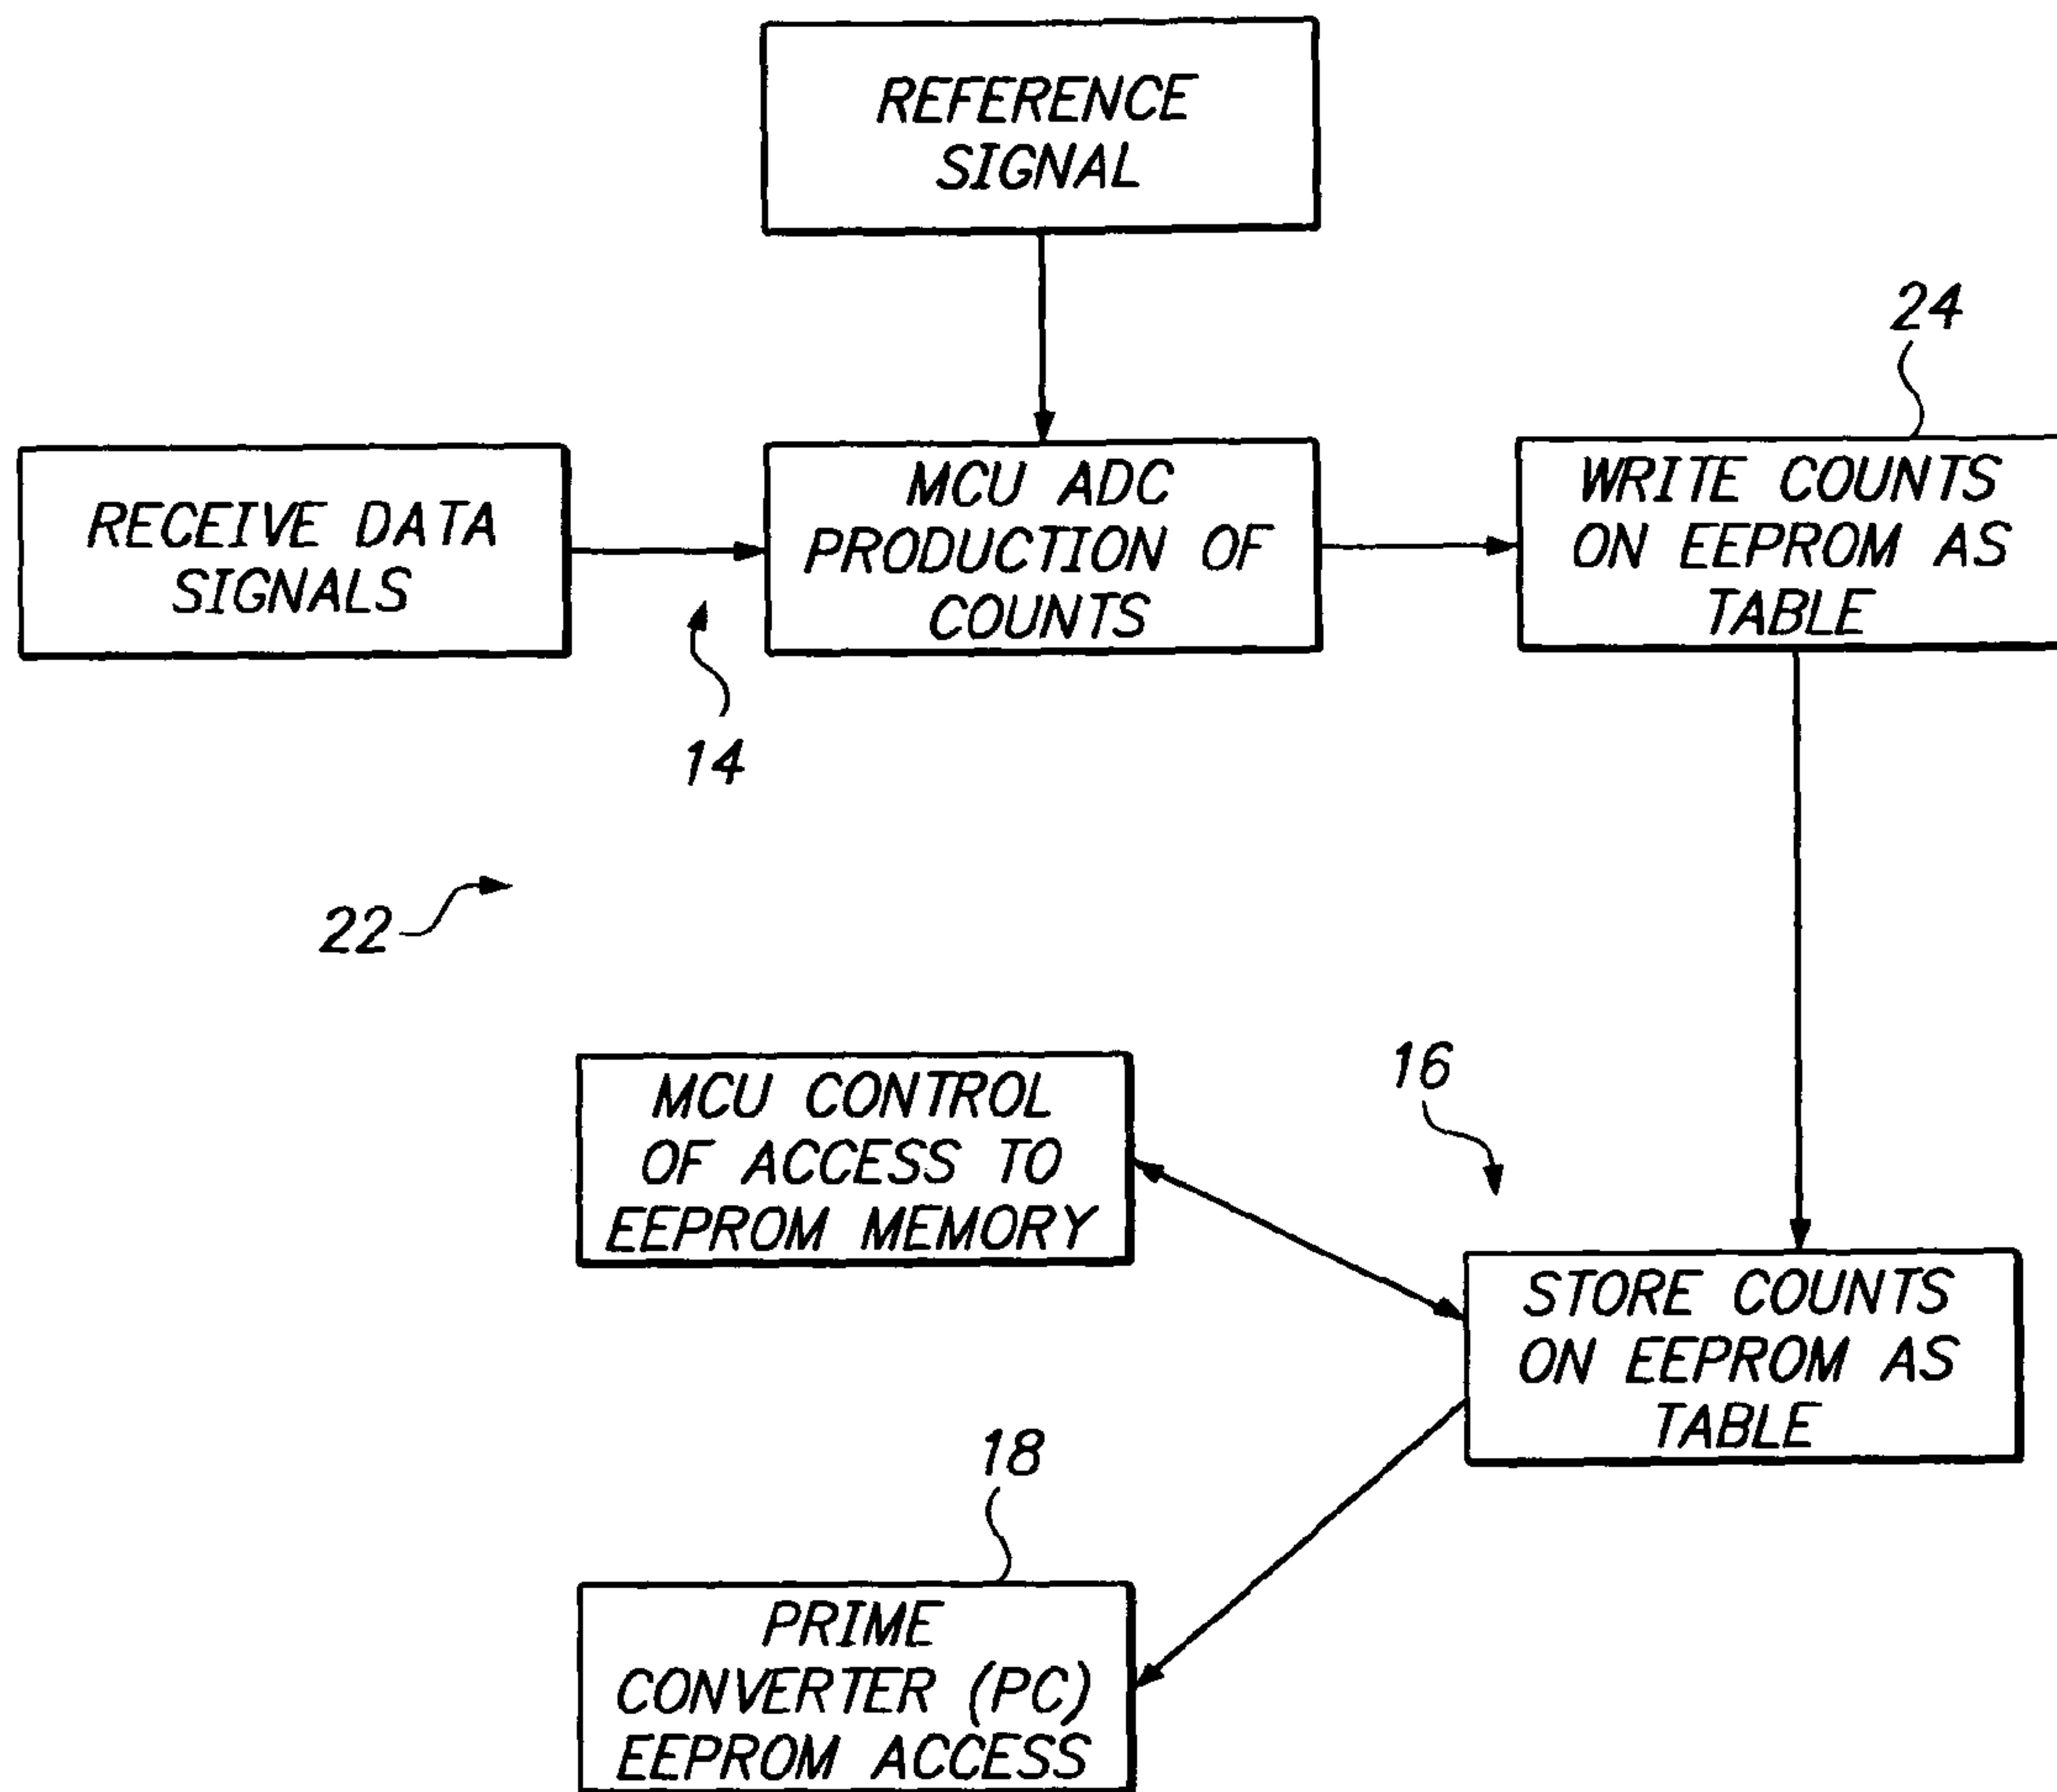 REFERENCE
SIGNAL
24
RECEIVE DATA
SIGNALS
MCU ADC
PRODUCTION OF
COUNTS
WRITE COUNTS
ON EEPROM AS
TABLE
14
22
MCU CONTROL
OF ACCESS TO
EEPROM MEMORY
16
STORE COUNTS
ON EEPROM AS
TABLE
18
PRIME
CONVERTER (PC)
EEPROM ACCESS